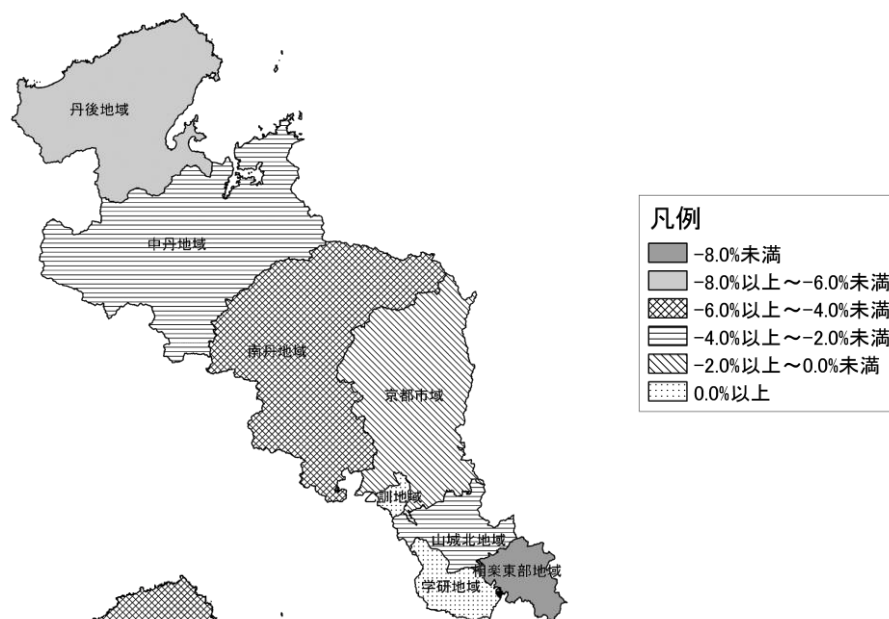 丹後地域
中丹地域
南丹地域
京都市域
乙訓地域
山城北地域
相楽東部地域
学研地域
凡例
-8.0%未満
-8.0%以上～-6.0%未満
-6.0%以上～-4.0%未満
-4.0%以上～-2.0%未満
-2.0%以上～0.0%未満
0.0%以上